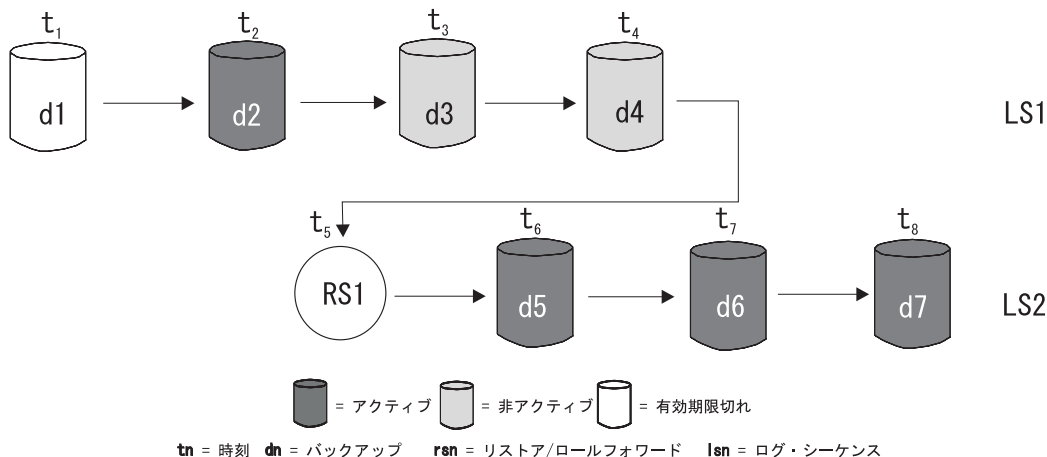 t1 t2 t3 t4
d1 d2 d3 d4 LS1
t5 t6 t7 t8
RS1 d5 d6 d7 LS2
= アクティブ = 非アクティブ = 有効期限切れ
tn = 時刻 dn = バックアップ rsn = リストア/ロールフォワード lsn = ログ・シーケンス